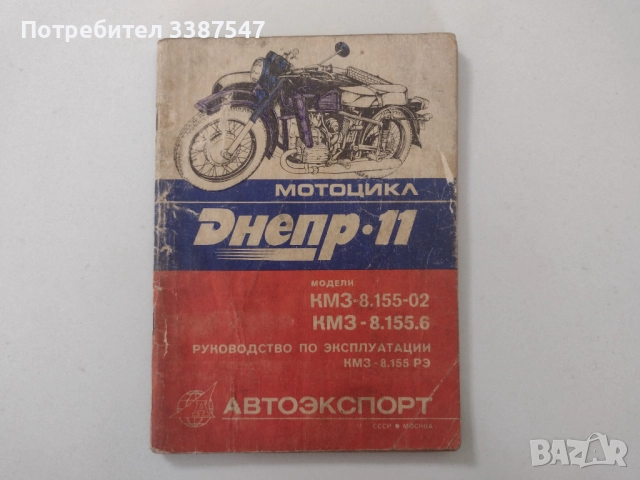 Потребител 3387547
МОТОЦИКЛ
Днепр·11
МОДЕЛИ
КМЗ-8.155-02
КМЗ-8.155.6
РУКОВОДСТВО ПО ЭКСПЛУАТАЦИИ
КМЗ-8.155 РЭ
АВТОЭКСПОРТ
СССР ● МОСКВА
BAZAR